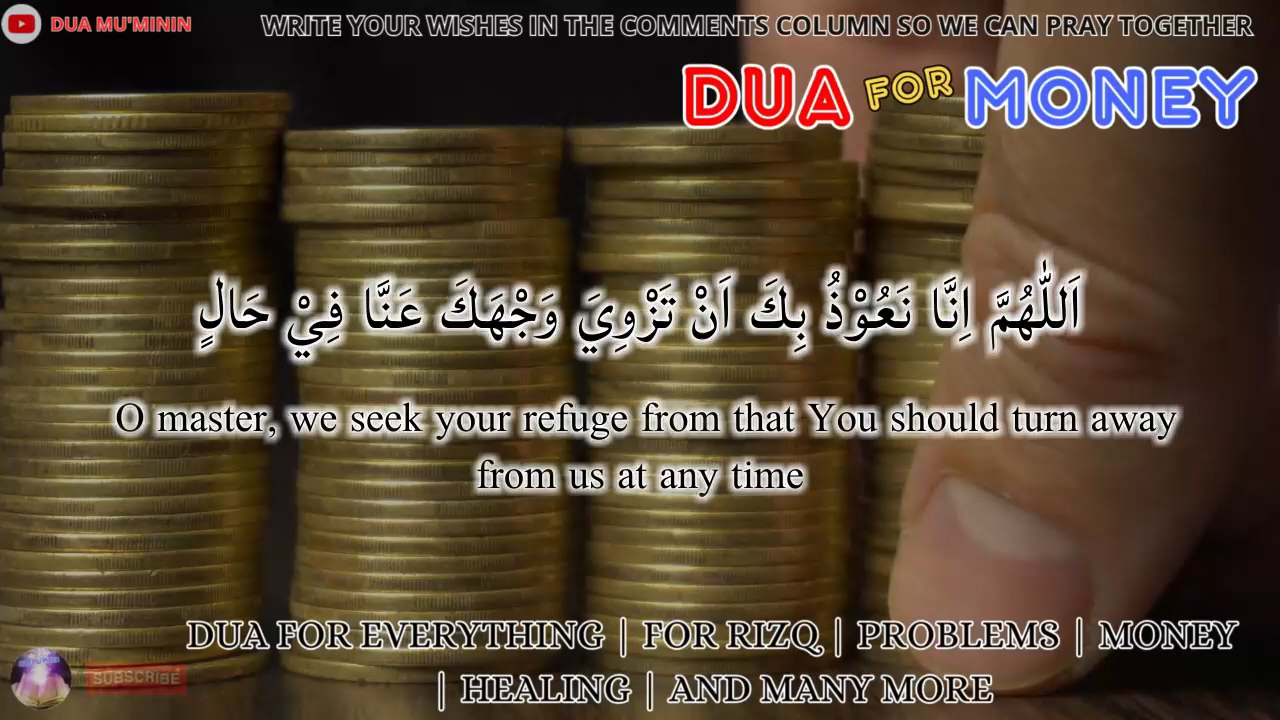 DUA MU'MININ
WRITE YOUR WISHES IN THE COMMENTS COLUMN SO WE CAN PRAY TOGETHER
DUA FOR MONEY
اَللّٰهُمَّ اِنَّا نَعُوْذُ بِكَ اَنْ تَزْوِيَ وَجْهَكَ عَنَّا فِيْ حَالٍ
O master, we seek your refuge from that You should turn away
from us at any time
DUA FOR EVERYTHING | FOR RIZQ | PROBLEMS | MONEY
| HEALING | AND MANY MORE
SUBSCRIBE